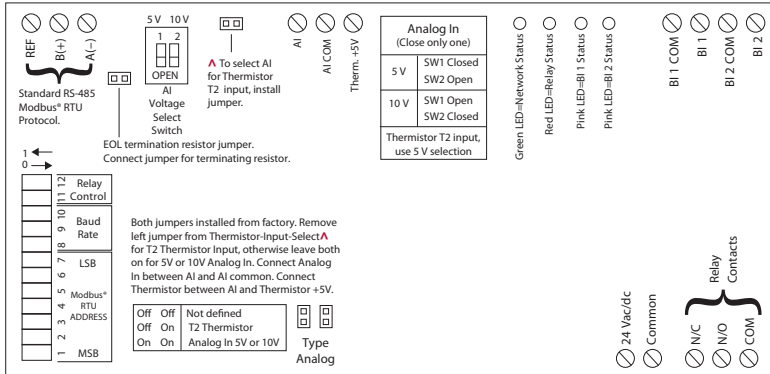 REF
B(+)
A(−)
Standard RS-485
Modbus® RTU
Protocol.
5 V 10 V
1 2
OPEN
AI
Voltage
Select
Switch
^ To select AI
for Thermistor
T2 input, install
jumper.
EOL termination resistor jumper.
Connect jumper for terminating resistor.
AI
AI COM
Therm. +5V
Analog In
(Close only one)
5 V
SW1 Closed
SW2 Open
10 V
SW1 Open
SW2 Closed
Thermistor T2 input,
use 5 V selection
Green LED=Network Status
Red LED=Relay Status
Pink LED=BI 1 Status
Pink LED=BI 2 Status
BI 1 COM
BI 1
BI 2 COM
BI 2
1
0
12
11
Relay
Control
10
9
8
Baud
Rate
7
6
5
4
3
2
1
LSB
Modbus®
RTU
ADDRESS
MSB
Both jumpers installed from factory. Remove
left jumper from Thermistor-Input-Select^
for T2 Thermistor Input, otherwise leave both
on for 5V or 10V Analog In. Connect Analog
In between AI and AI common. Connect
Thermistor between AI and Thermistor +5V.
Off Off Not defined
Off On T2 Thermistor
On On Analog In 5V or 10V
Type
Analog
24 Vac/dc
Common
Relay
Contacts
N/C
N/O
COM